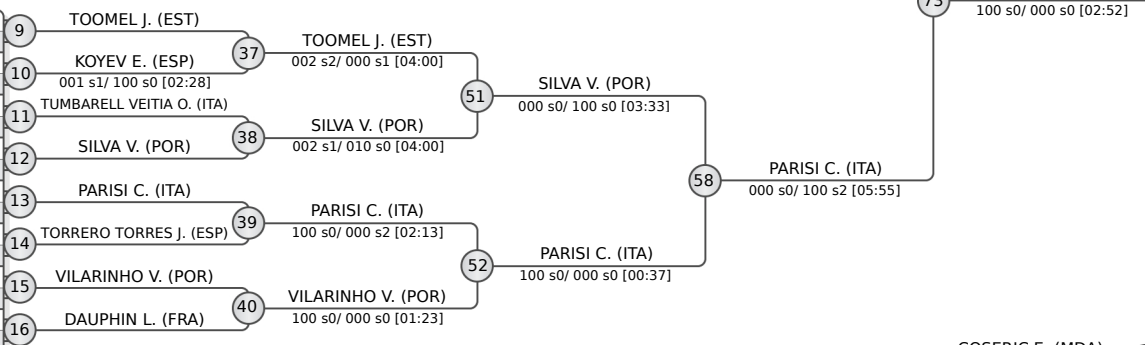 9
TOOMEL J. (EST)
10
KOYEV E. (ESP)
001 s1/ 100 s0 [02:28]
11
TUMBARELL VEITIA O. (ITA)
12
SILVA V. (POR)
13
PARISI C. (ITA)
14
TORRERO TORRES J. (ESP)
15
VILARINHO V. (POR)
16
DAUPHIN L. (FRA)
37
TOOMEL J. (EST)
002 s2/ 000 s1 [04:00]
38
SILVA V. (POR)
002 s1/ 010 s0 [04:00]
39
PARISI C. (ITA)
100 s0/ 000 s2 [02:13]
40
VILARINHO V. (POR)
100 s0/ 000 s0 [01:23]
51
SILVA V. (POR)
000 s0/ 100 s0 [03:33]
52
PARISI C. (ITA)
100 s0/ 000 s0 [00:37]
58
PARISI C. (ITA)
000 s0/ 100 s2 [05:55]
73
100 s0/ 000 s0 [02:52]